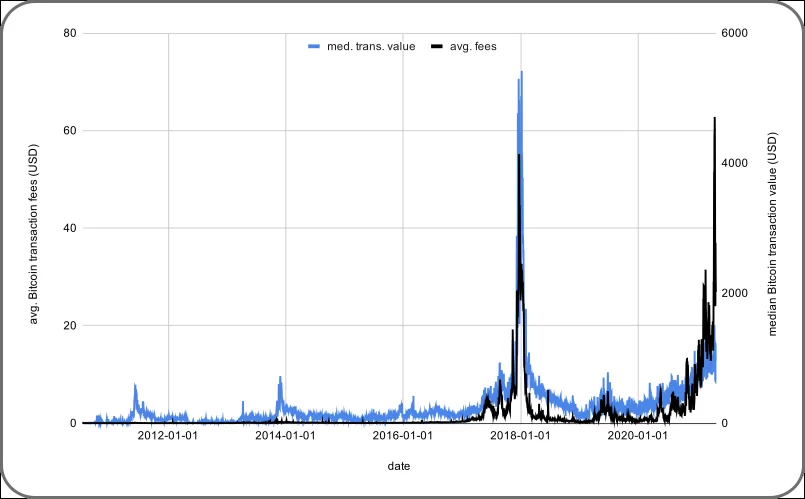 80
60
40
20
0
6000
4000
2000
0
med. trans. value
avg. fees
avg. Bitcoin transaction fees (USD)
median Bitcoin transaction value (USD)
2012-01-01
2014-01-01
2016-01-01
2018-01-01
2020-01-01
date